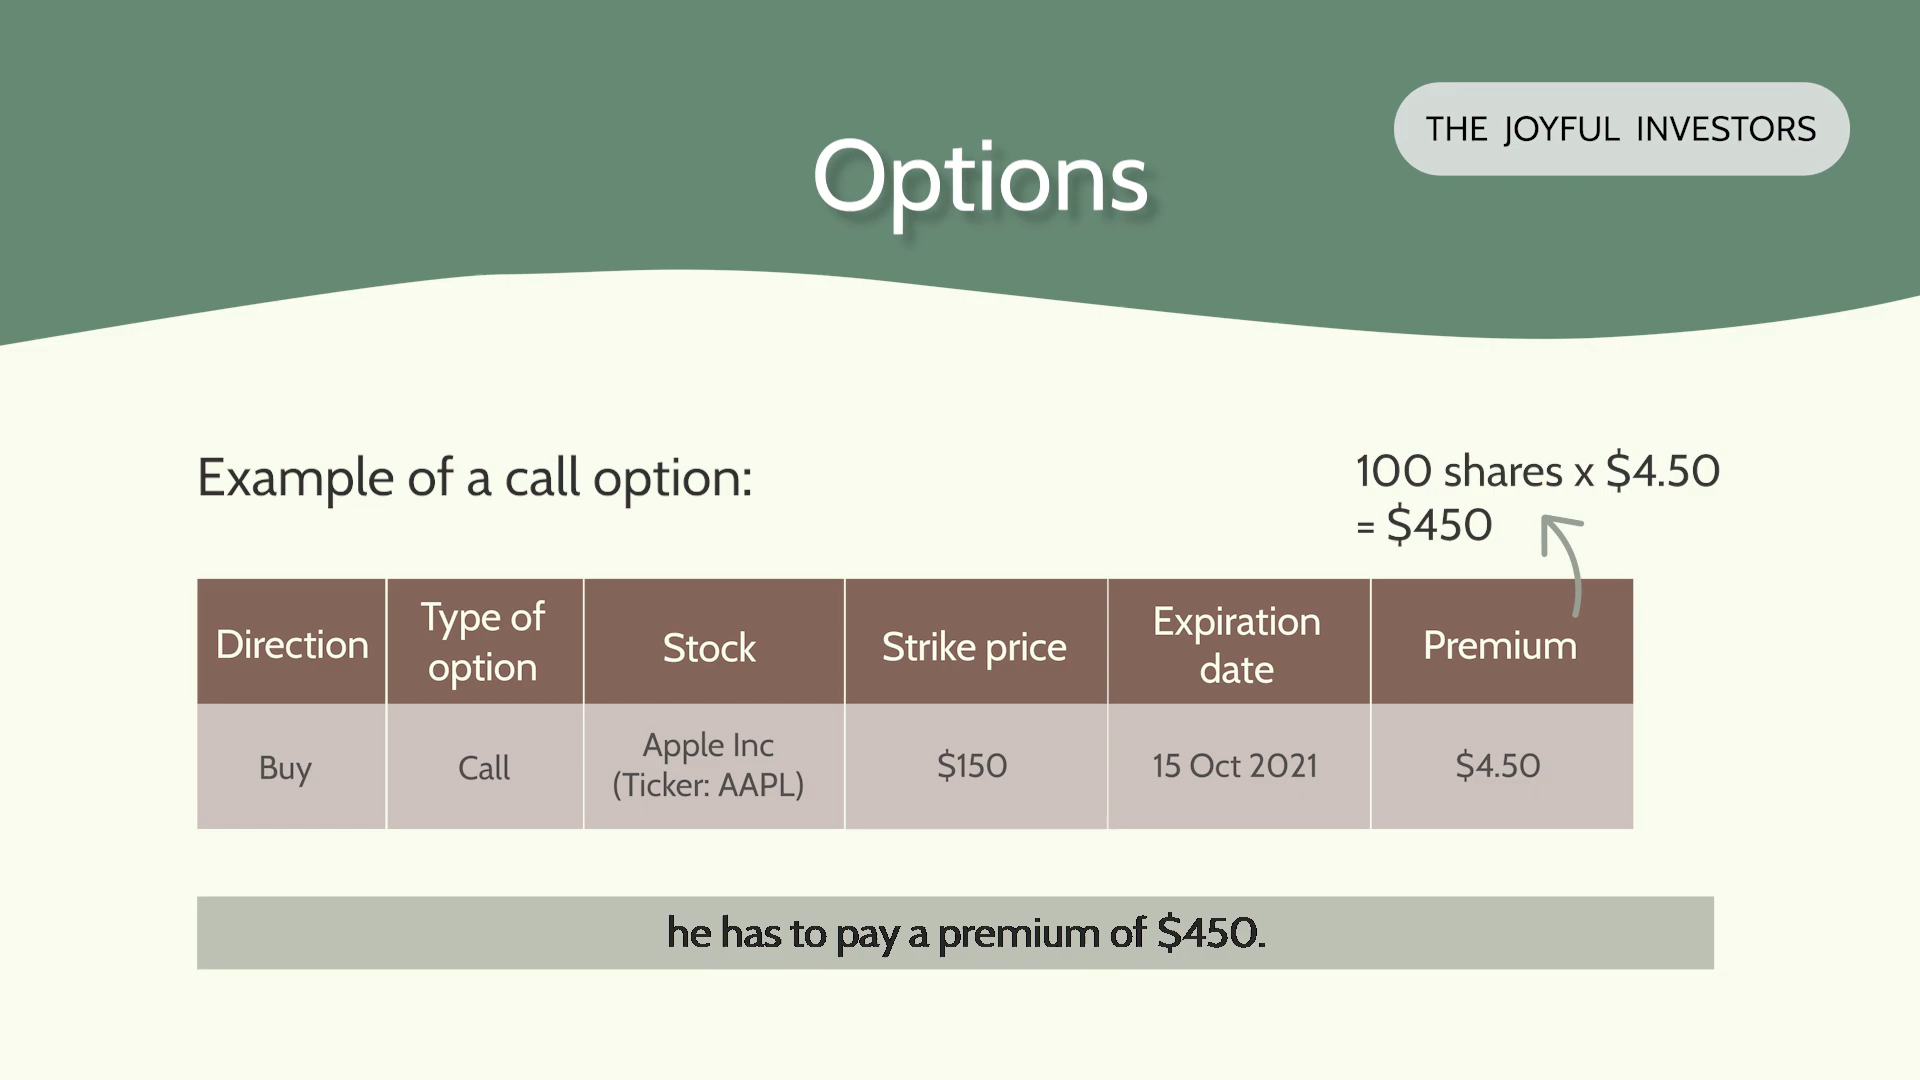 THE JOYFUL INVESTORS
Options
Example of a call option:
100 shares x $4.50
= $450
Direction
Type of
option
Stock
Strike price
Expiration
date
Premium
Buy
Call
Apple Inc
(Ticker: AAPL)
$150
15 Oct 2021
$4.50
he has to pay a premium of $450.